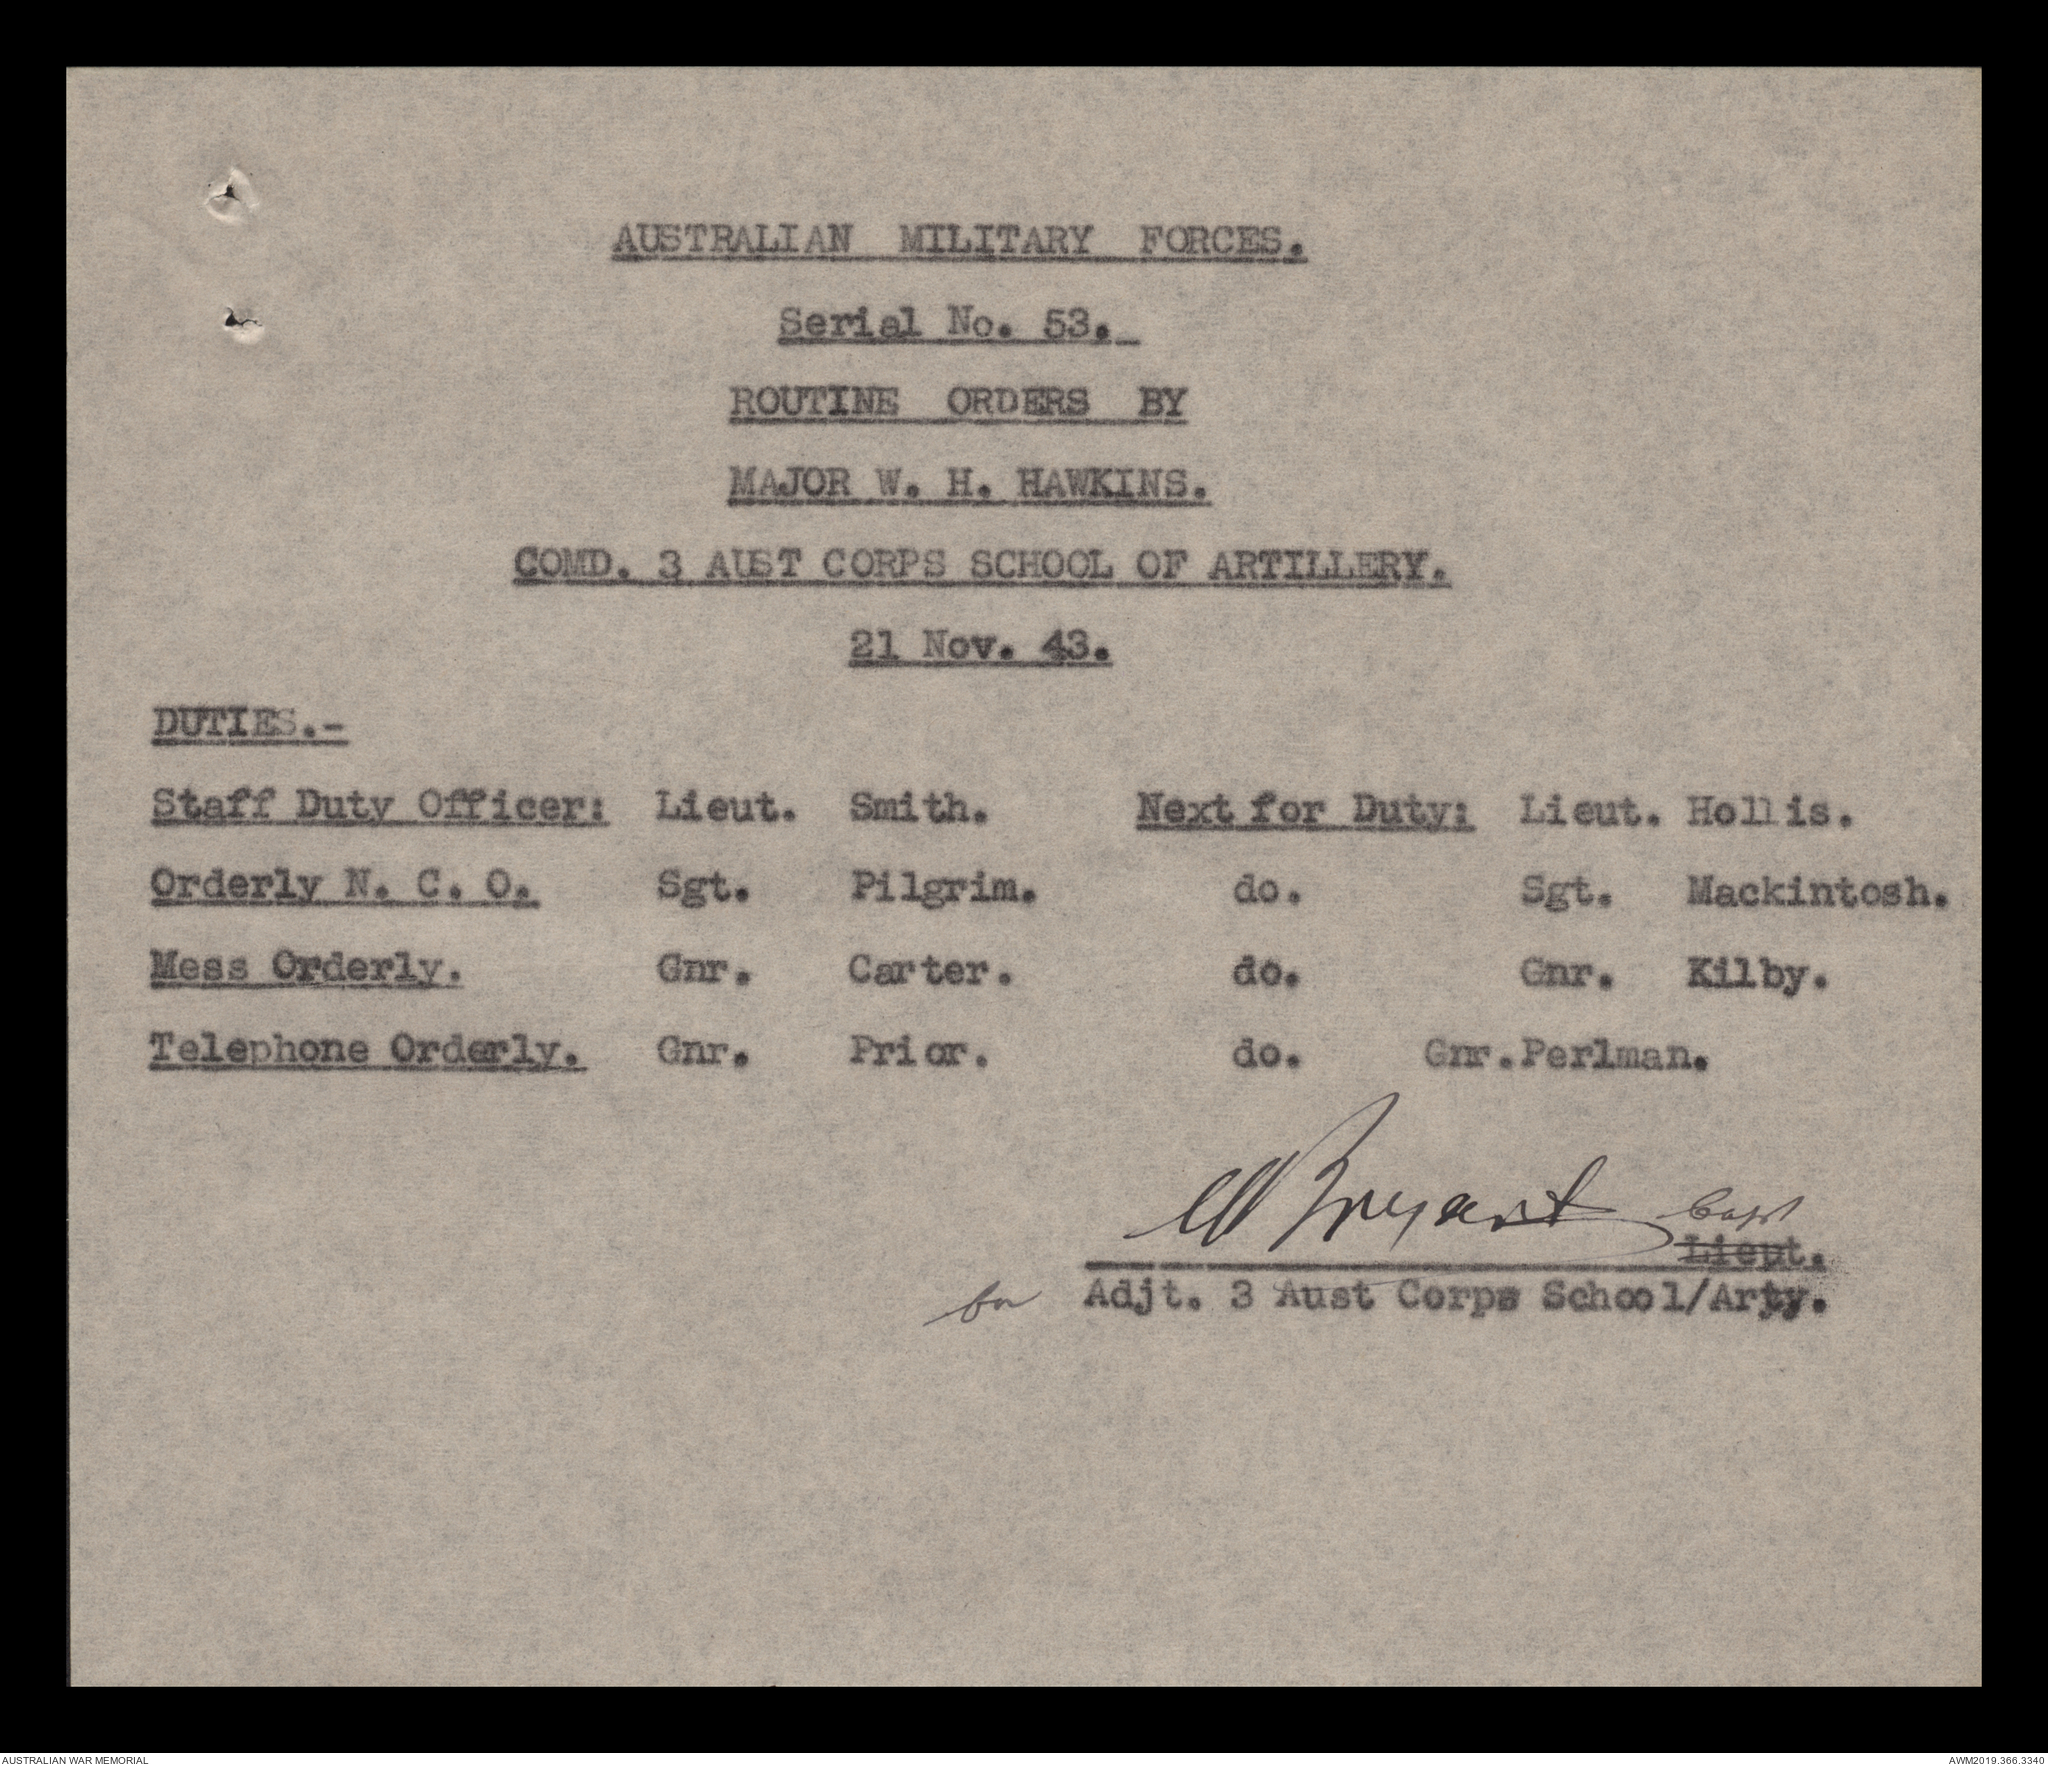 AUSTRALIAN MILITARY FORCES.
Serial No. 53.
ROUTINE ORDERS BY
MAJOR W. H. HAWKINS.
COMD. 3 AUST CORPS SCHOOL OF ARTILLERY.
21 Nov. 43.
DUTIES.-
Staff Duty Officer: Lieut. Smith. Next for Duty: Lieut. Hollis.
Orderly N. C. O. Sgt. Pilgrim. do. Sgt. Mackintosh.
Mess Orderly. Gnr. Carter. do. Gnr. Kilby.
Telephone Orderly. Gnr. Prior. do. Gnr. Perlman.
Bryant Capt
Lieut.
for Adjt. 3 Aust Corps School/Arty.
AUSTRALIAN WAR MEMORIAL AWM2019.366.3340